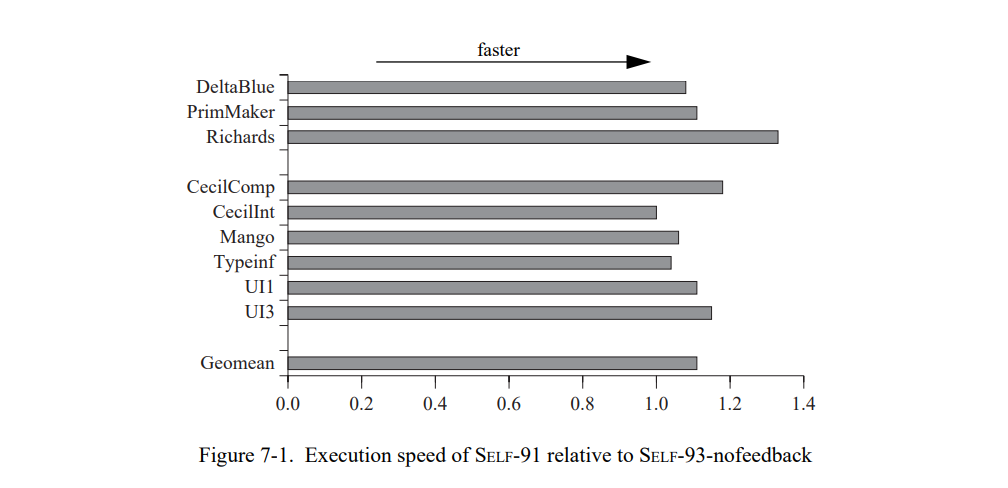 faster
DeltaBlue
PrimMaker
Richards
CecilComp
CecilInt
Mango
Typeinf
UI1
UI3
Geomean
0.0 0.2 0.4 0.6 0.8 1.0 1.2 1.4
Figure 7-1. Execution speed of SELF-91 relative to SELF-93-nofeedback